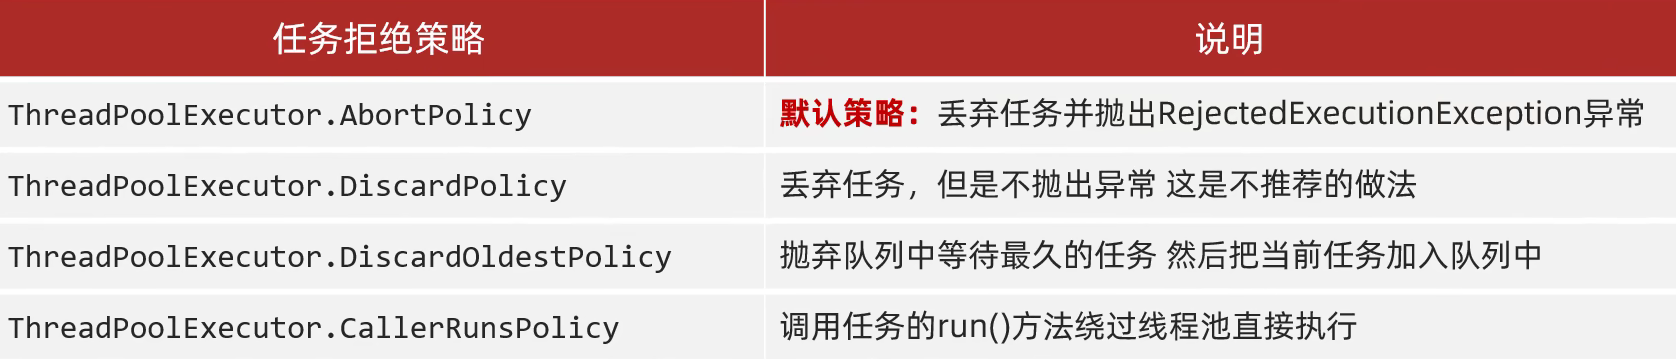 任务拒绝策略 说明
ThreadPoolExecutor.AbortPolicy 默认策略：丢弃任务并抛出RejectedExecutionException异常
ThreadPoolExecutor.DiscardPolicy 丢弃任务，但是不抛出异常 这是不推荐的做法
ThreadPoolExecutor.DiscardOldestPolicy 抛弃队列中等待最久的任务 然后把当前任务加入队列中
ThreadPoolExecutor.CallerRunsPolicy 调用任务的run()方法绕过线程池直接执行